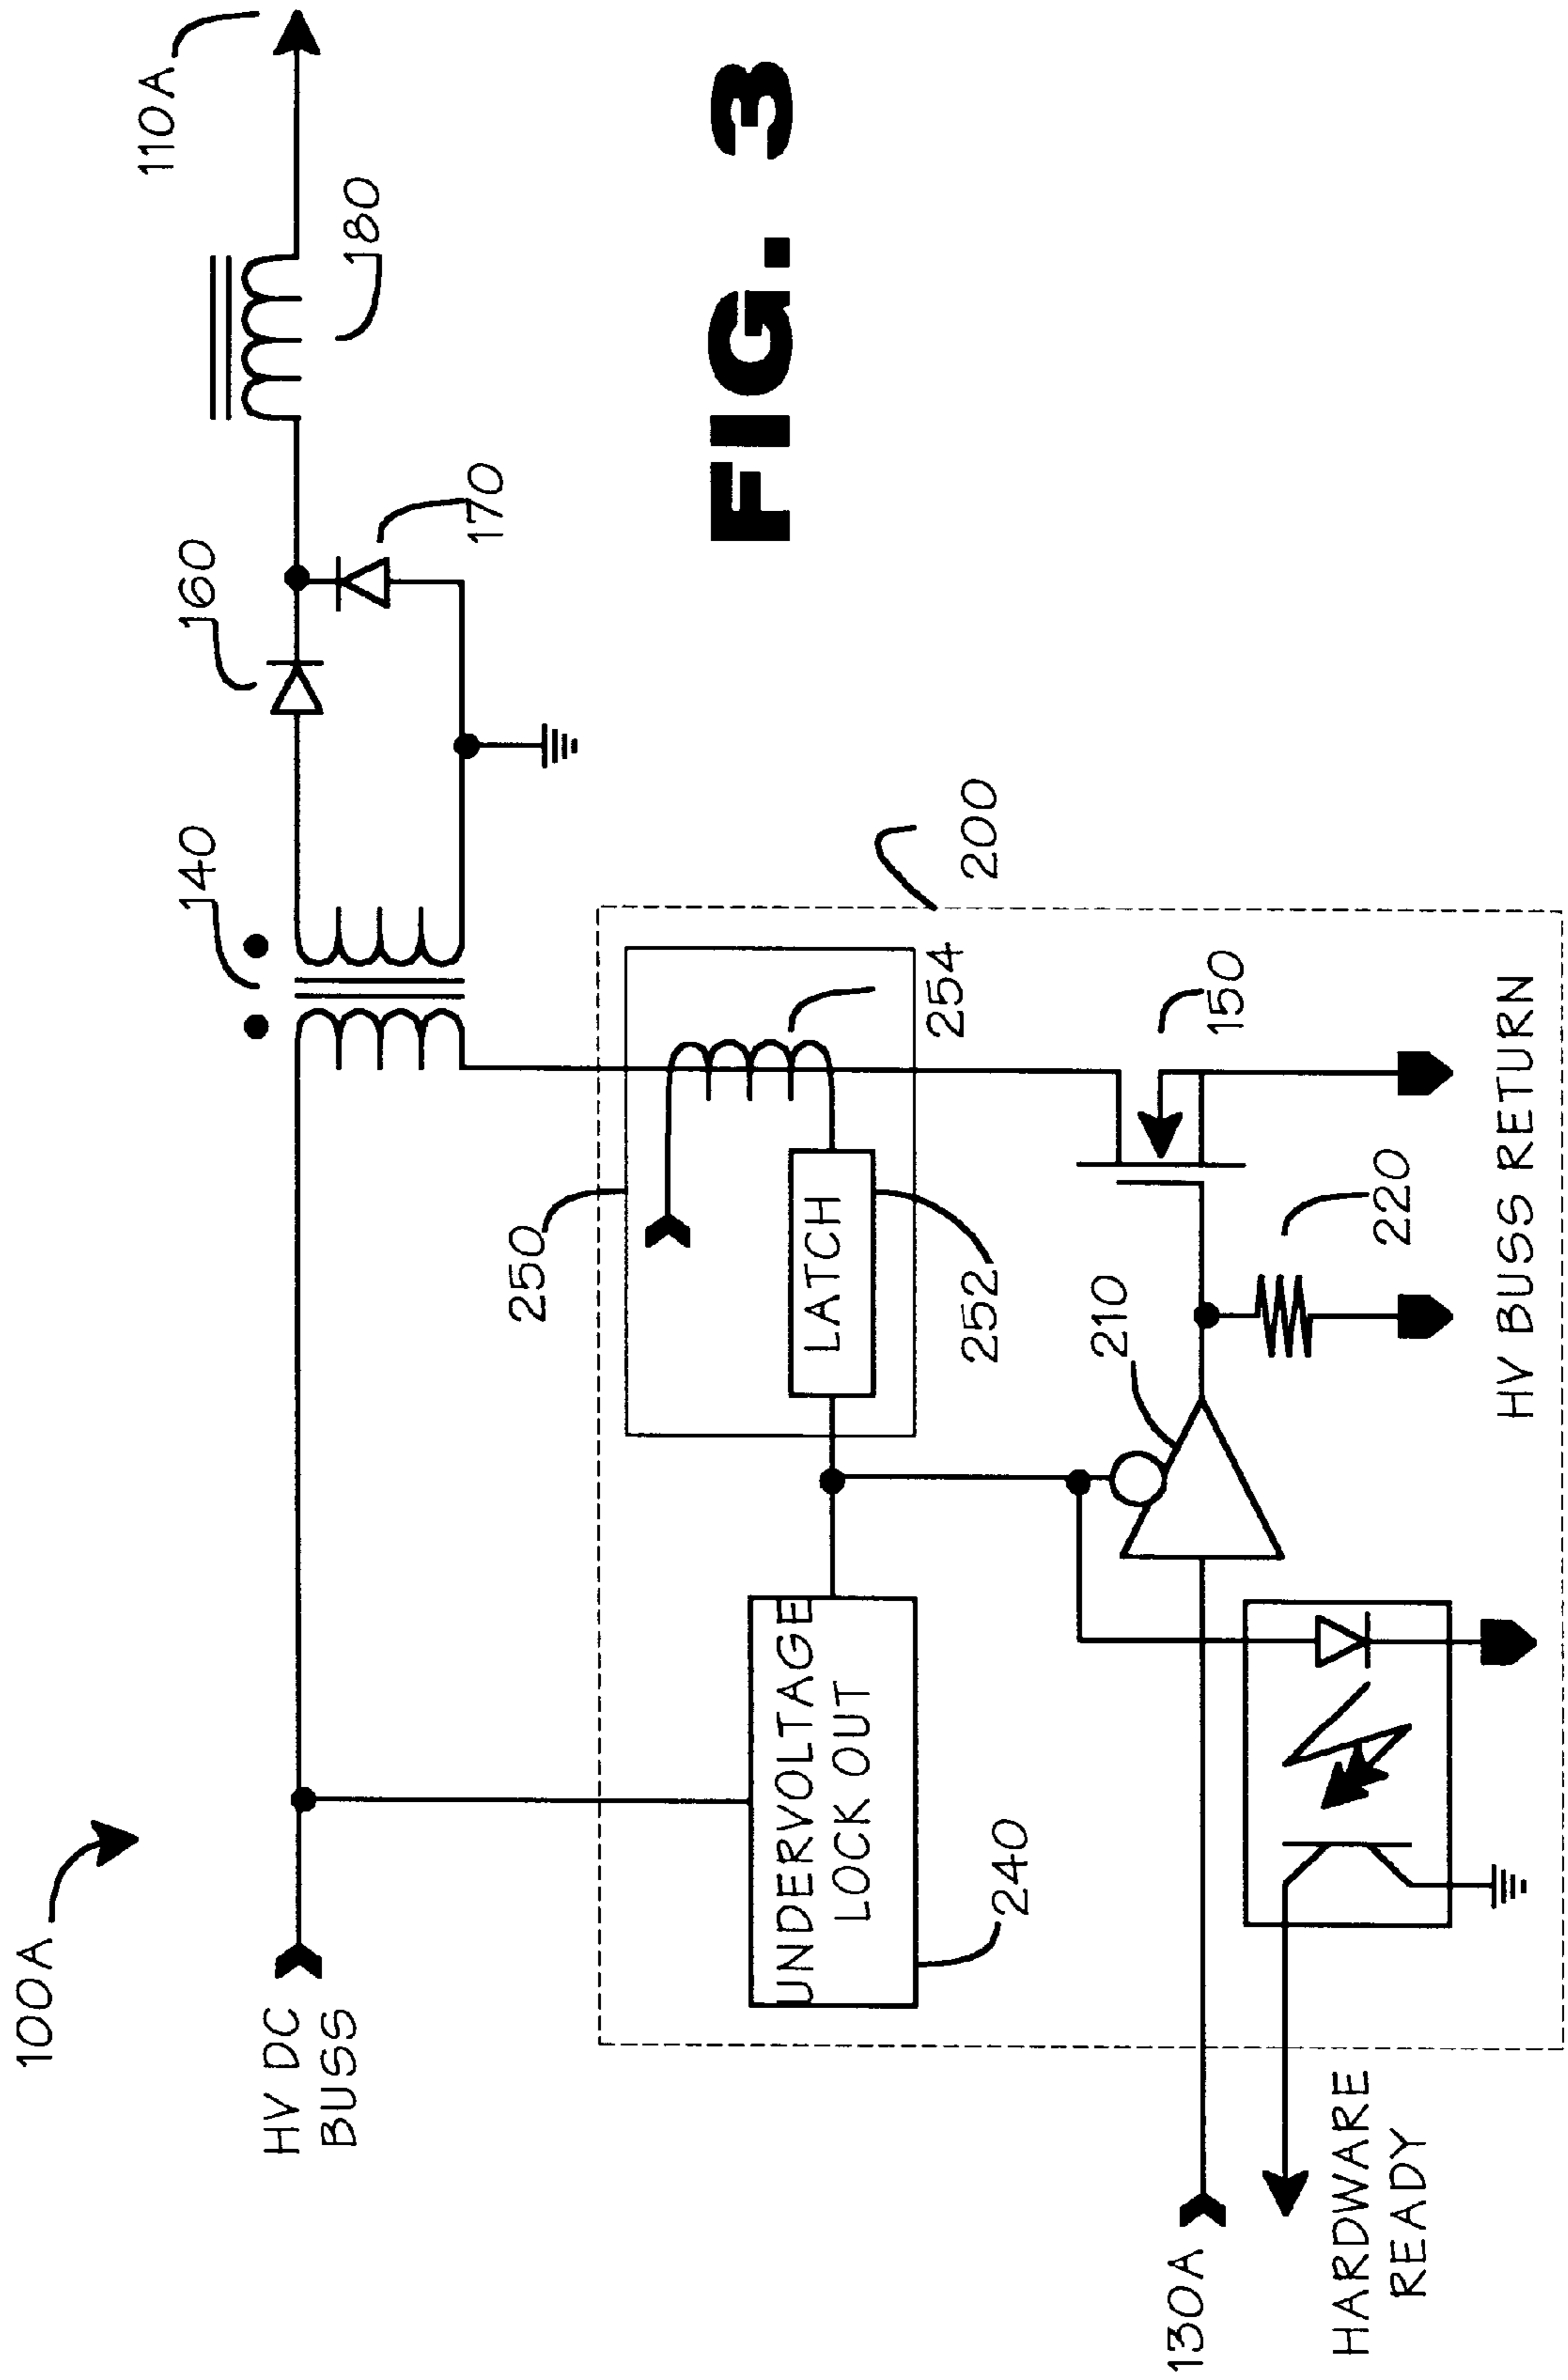 100A
HV DC
BUSS
140
160
170
180
110A
FIG. 3
200
250
254
LATCH
252
UNDERVOLTAGE
LOCK OUT
240
210
150
220
130A
HARDWARE
READY
HV BUSS RETURN